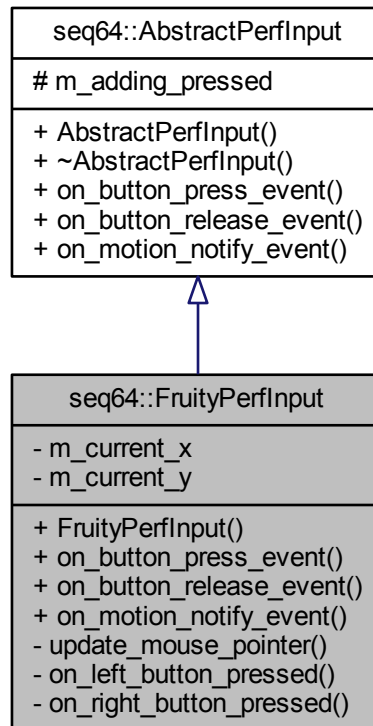 seq64::AbstractPerfInput
# m_adding_pressed
+ AbstractPerfInput()
+ ~AbstractPerfInput()
+ on_button_press_event()
+ on_button_release_event()
+ on_motion_notify_event()
seq64::FruityPerfInput
- m_current_x
- m_current_y
+ FruityPerfInput()
+ on_button_press_event()
+ on_button_release_event()
+ on_motion_notify_event()
- update_mouse_pointer()
- on_left_button_pressed()
- on_right_button_pressed()